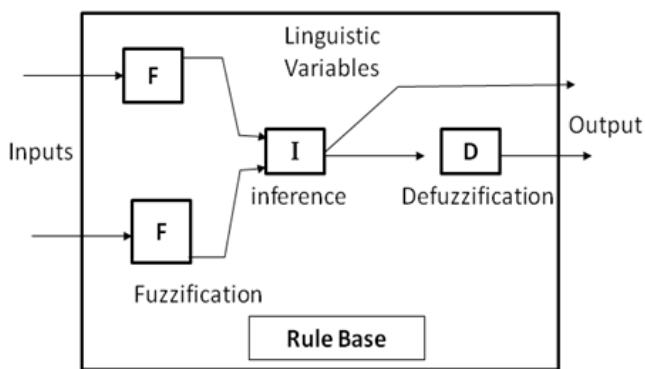 Linguistic
Variables
F
Inputs
I
D
Output
inference
Defuzzification
F
Fuzzification
Rule Base